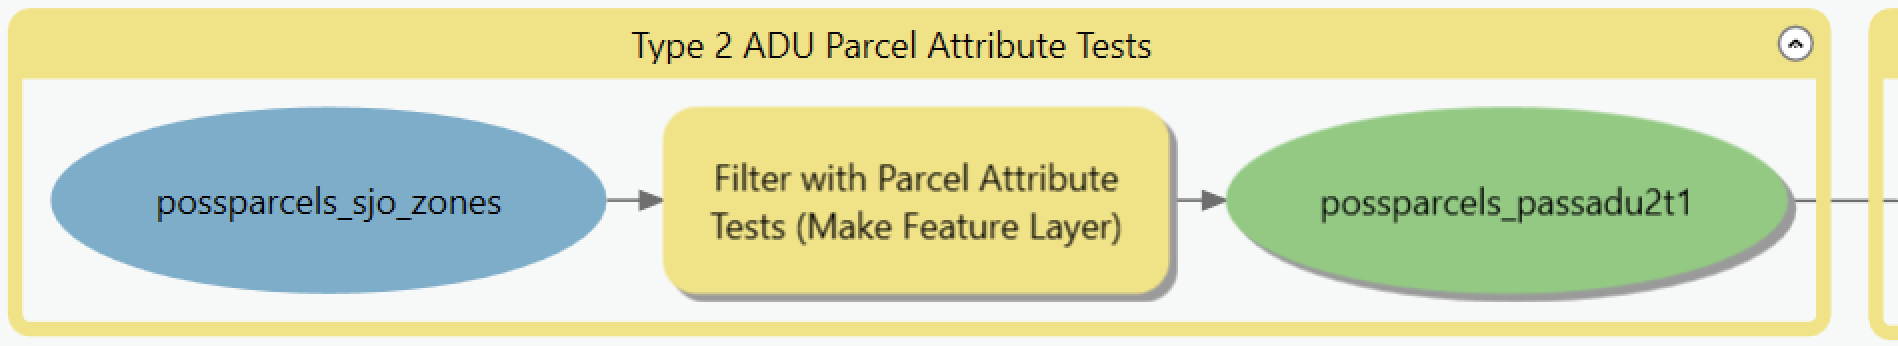 Type 2 ADU Parcel Attribute Tests
possparcels_sjo_zones
Filter with Parcel Attribute
Tests (Make Feature Layer)
possparcels_passadu2t1